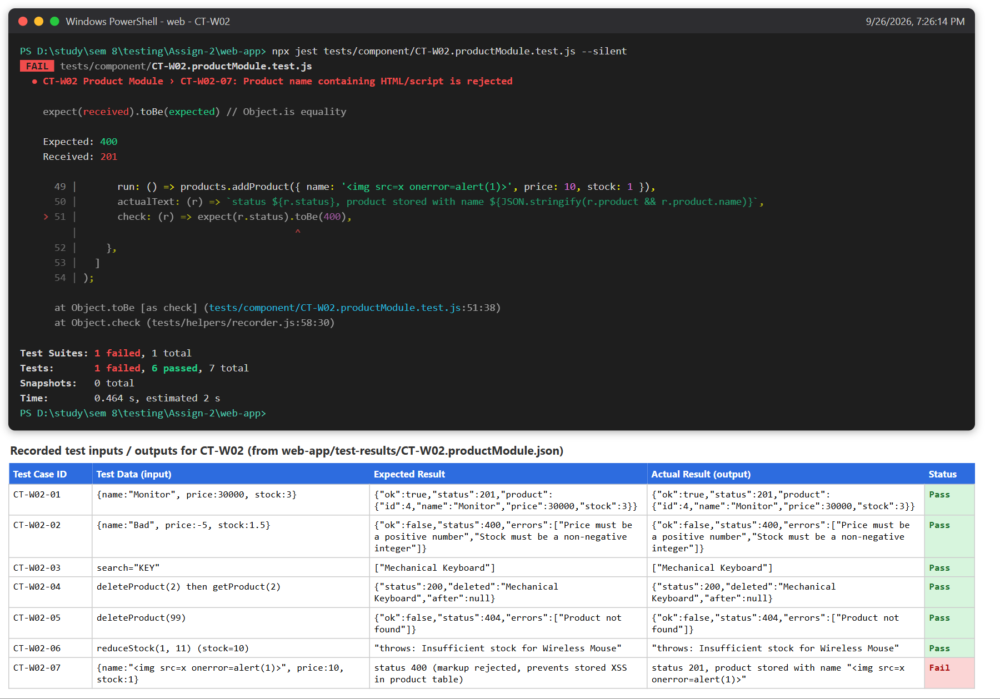 Windows PowerShell - web - CT-W02
9/26/2026, 7:26:14 PM
PS D:\study\sem 8\testing\Assign-2\web-app> npx jest tests/component/CT-W02.productModule.test.js --silent
FAIL tests/component/CT-W02.productModule.test.js
● CT-W02 Product Module › CT-W02-07: Product name containing HTML/script is rejected
expect(received).toBe(expected) // Object.is equality
Expected: 400
Received: 201
49 |       run: () => products.addProduct({ name: '<img src=x onerror=alert(1)>', price: 10, stock: 1 }),
50 |       actualText: (r) => `status ${r.status}, product stored with name ${JSON.stringify(r.product && r.product.name)}`,
> 51 |       check: (r) => expect(r.status).toBe(400),
|                                      ^
52 |     },
53 |   ]
54 | );
at Object.toBe [as check] (tests/component/CT-W02.productModule.test.js:51:38)
at Object.check (tests/helpers/recorder.js:58:30)
Test Suites: 1 failed, 1 total
Tests:       1 failed, 6 passed, 7 total
Snapshots:   0 total
Time:        0.464 s, estimated 2 s
PS D:\study\sem 8\testing\Assign-2\web-app>
Recorded test inputs / outputs for CT-W02 (from web-app/test-results/CT-W02.productModule.json)
Test Case ID
Test Data (input)
Expected Result
Actual Result (output)
Status
CT-W02-01
{name:"Monitor", price:30000, stock:3}
{"ok":true,"status":201,"product":
{"id":4,"name":"Monitor","price":30000,"stock":3}}
{"ok":true,"status":201,"product":
{"id":4,"name":"Monitor","price":30000,"stock":3}}
Pass
CT-W02-02
{name:"Bad", price:-5, stock:1.5}
{"ok":false,"status":400,"errors":["Price must be
a positive number","Stock must be a non-negative
integer"]}
{"ok":false,"status":400,"errors":["Price must be
a positive number","Stock must be a non-negative
integer"]}
Pass
CT-W02-03
search="KEY"
["Mechanical Keyboard"]
["Mechanical Keyboard"]
Pass
CT-W02-04
deleteProduct(2) then getProduct(2)
{"status":200,"deleted":"Mechanical
Keyboard","after":null}
{"status":200,"deleted":"Mechanical
Keyboard","after":null}
Pass
CT-W02-05
deleteProduct(99)
{"ok":false,"status":404,"errors":["Product not
found"]}
{"ok":false,"status":404,"errors":["Product not
found"]}
Pass
CT-W02-06
reduceStock(1, 11) (stock=10)
"throws: Insufficient stock for Wireless Mouse"
"throws: Insufficient stock for Wireless Mouse"
Pass
CT-W02-07
{name:"<img src=x onerror=alert(1)>", price:10,
stock:1}
status 400 (markup rejected, prevents stored XSS
in product table)
status 201, product stored with name "<img src=x
onerror=alert(1)>"
Fail